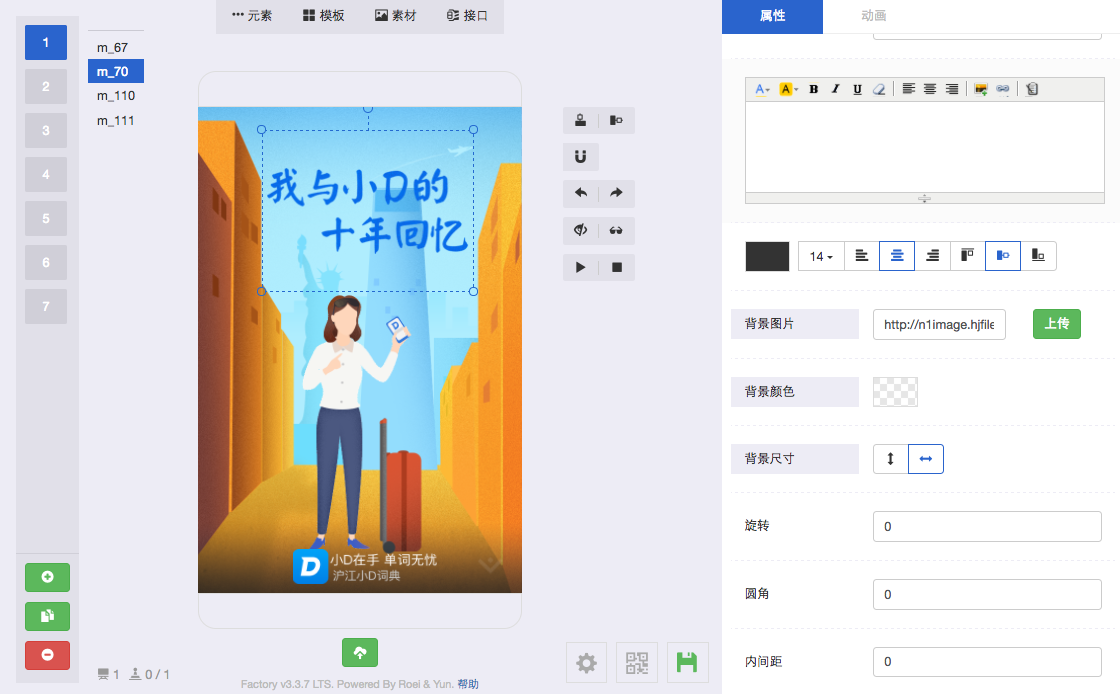 元素
模板
素材
接口
属性
动画
1
2
3
4
5
6
7
m_67
m_70
m_110
m_111
我与小D的
十年回忆
D
D
小D在手 单词无忧
沪江小D词典
A
A
B
I
U
14
背景图片
http://n1image.hjfile
上传
背景颜色
背景尺寸
旋转
0
圆角
0
内间距
0
1
0 / 1
Factory v3.3.7 LTS. Powered By Roel & Yun. 帮助